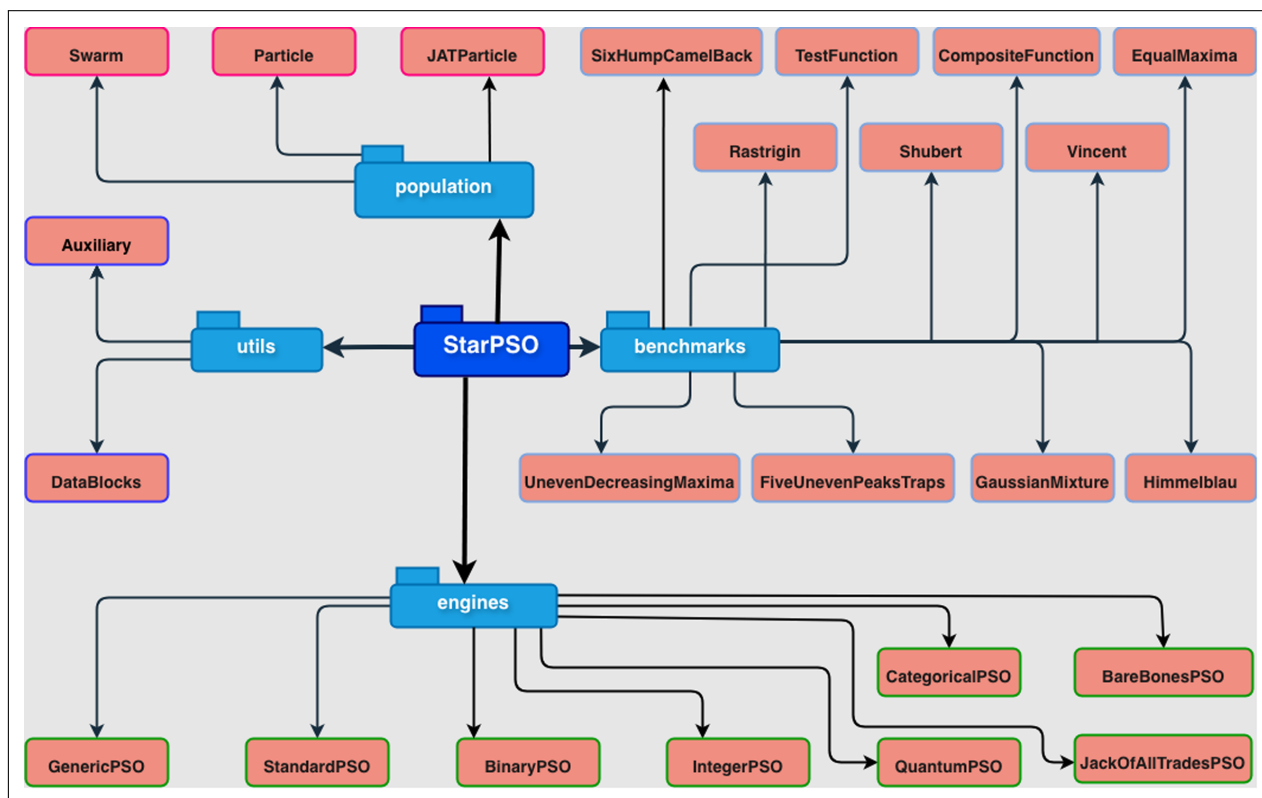 Swarm
Particle
JATParticle
SixHumpCamelBack
TestFunction
CompositeFunction
EqualMaxima
Rastrigin
Shubert
Vincent
population
Auxiliary
utils
StarPSO
benchmarks
DataBlocks
UnevenDecreasingMaxima
FiveUnevenPeaksTraps
GaussianMixture
Himmelblau
engines
CategoricalPSO
BareBonesPSO
GenericPSO
StandardPSO
BinaryPSO
IntegerPSO
QuantumPSO
JackOfAllTradesPSO